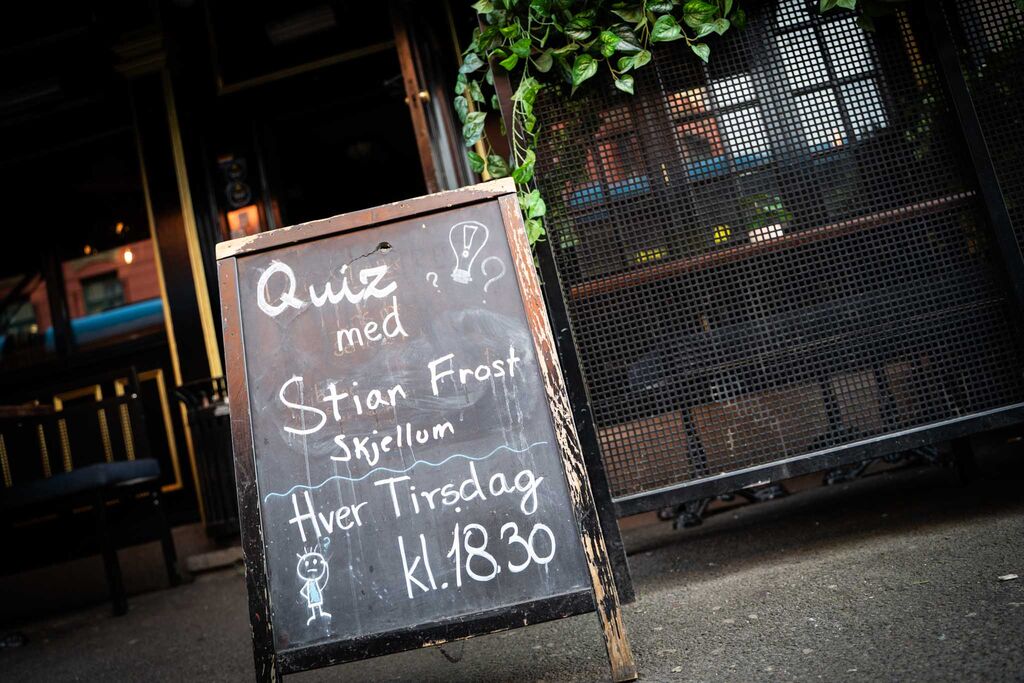 Quiz
med
Stian Frost
Skjellum
Hver Tirsdag
kl.18.30